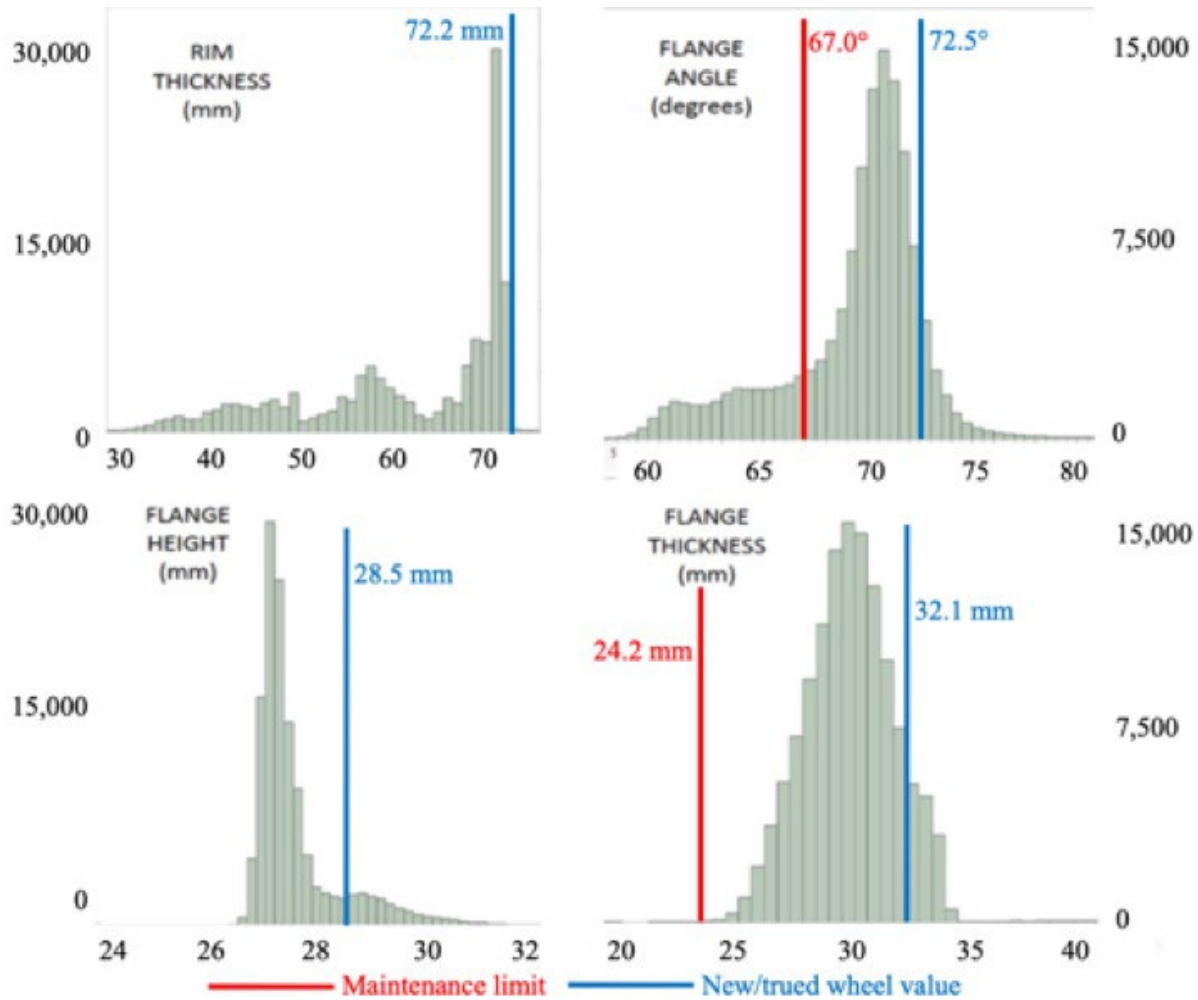 30,000
15,000
0
RIM
THICKNESS
(mm)
72.2 mm
30 40 50 60 70
FLANGE
ANGLE
(degrees)
67.0°
72.5°
15,000
7,500
0
60 65 70 75 80
30,000
15,000
0
FLANGE
HEIGHT
(mm)
28.5 mm
24 26 28 30 32
FLANGE
THICKNESS
(mm)
24.2 mm
32.1 mm
15,000
7,500
0
20 25 30 35 40
Maintenance limit New/trued wheel value